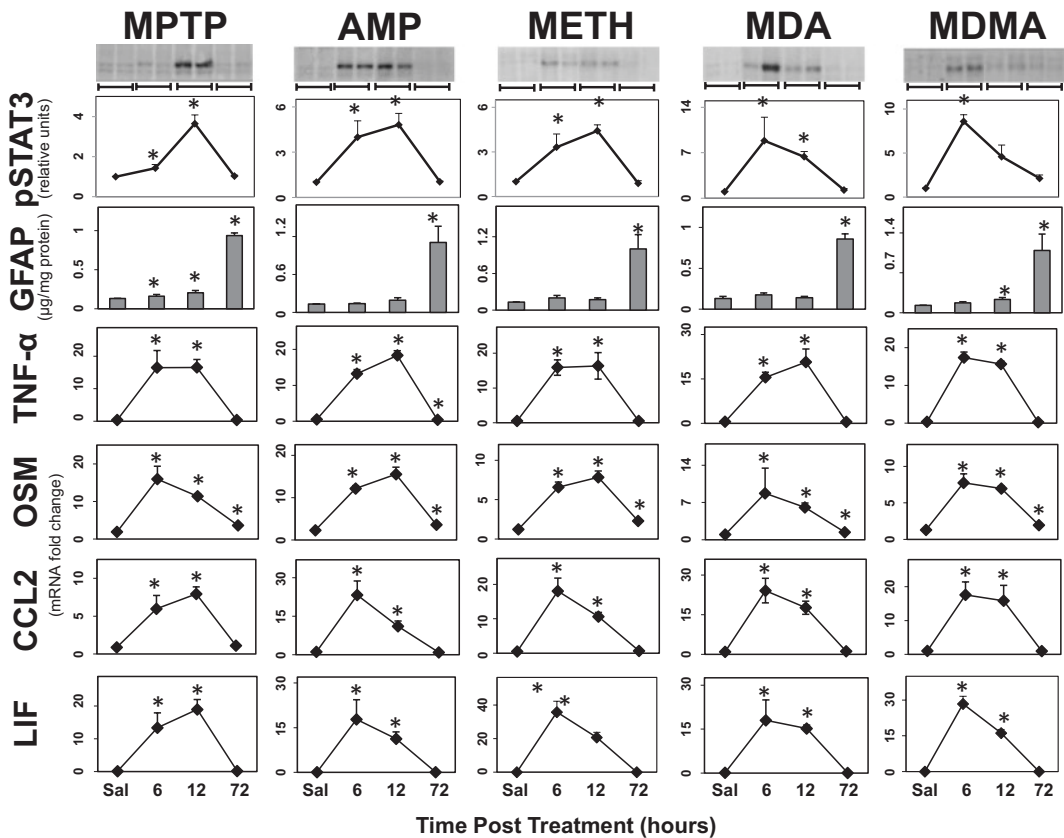 MPTP AMP METH MDA MDMA
pSTAT3
(relative units)
0 2 4
0 3 6
0 3 6
0 7 14
0 5 10
* *
* *
* *
* *
*
GFAP
(μg/mg protein)
0 0.5 1
0 0.6 1.2
0 0.6 1.2
0 0.5 1
0 0.7 1.4
* * *
*
*
*
* *
TNF-α
0 10 20
0 10 20
0 10 20
0 15 30
0 10 20
* *
* * *
* *
* *
* *
OSM
(mRNA fold change)
0 10 20
0 10 20
0 5 10
0 7 14
0 5 10
* * *
* * *
* * *
* * *
* * *
CCL2
0 5 10
0 15 30
0 10 20
0 15 30
0 10 20
* *
* *
* *
* *
* *
LIF
0 10 20
0 15 30
0 20 40
0 15 30
0 15 30
* *
* *
* *
* *
* *
Sal 6 12 72 Sal 6 12 72 Sal 6 12 72 Sal 6 12 72 Sal 6 12 72
Time Post Treatment (hours)